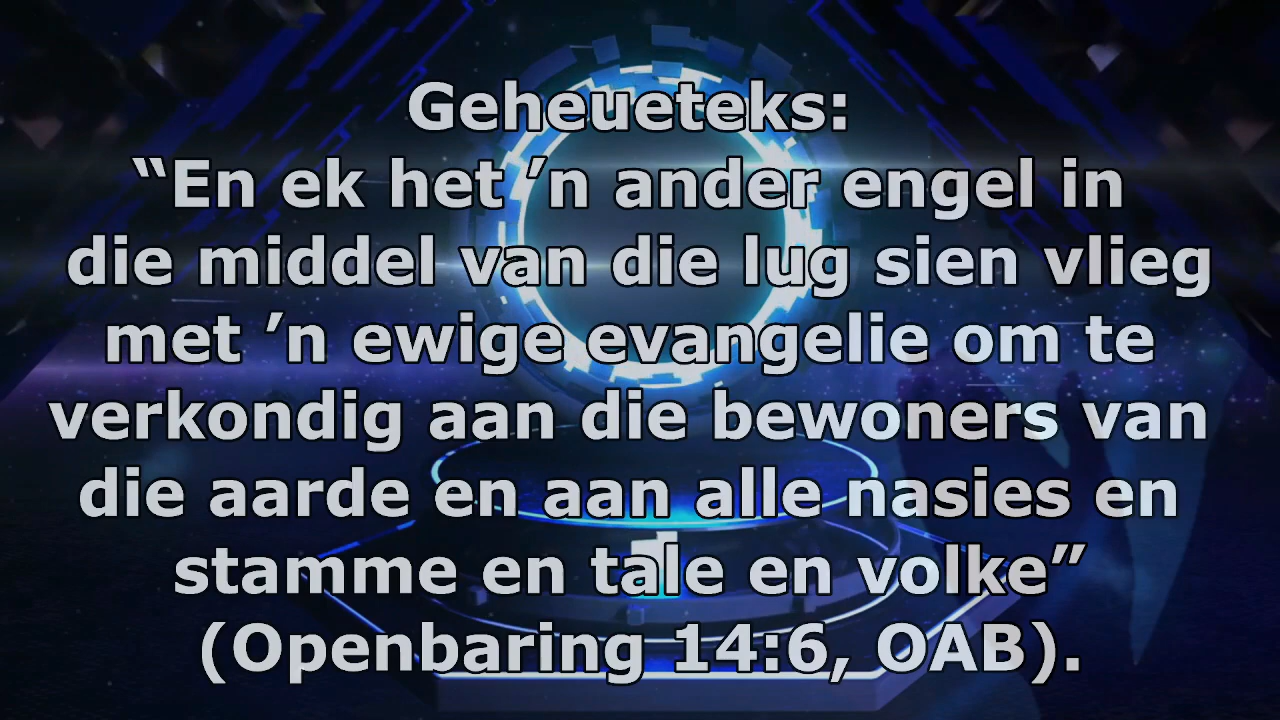 Geheueteks:
“En ek het ’n ander engel in
die middel van die lug sien vlieg
met ’n ewige evangelie om te
verkondig aan die bewoners van
die aarde en aan alle nasies en
stamme en tale en volke”
(Openbaring 14:6, OAB).